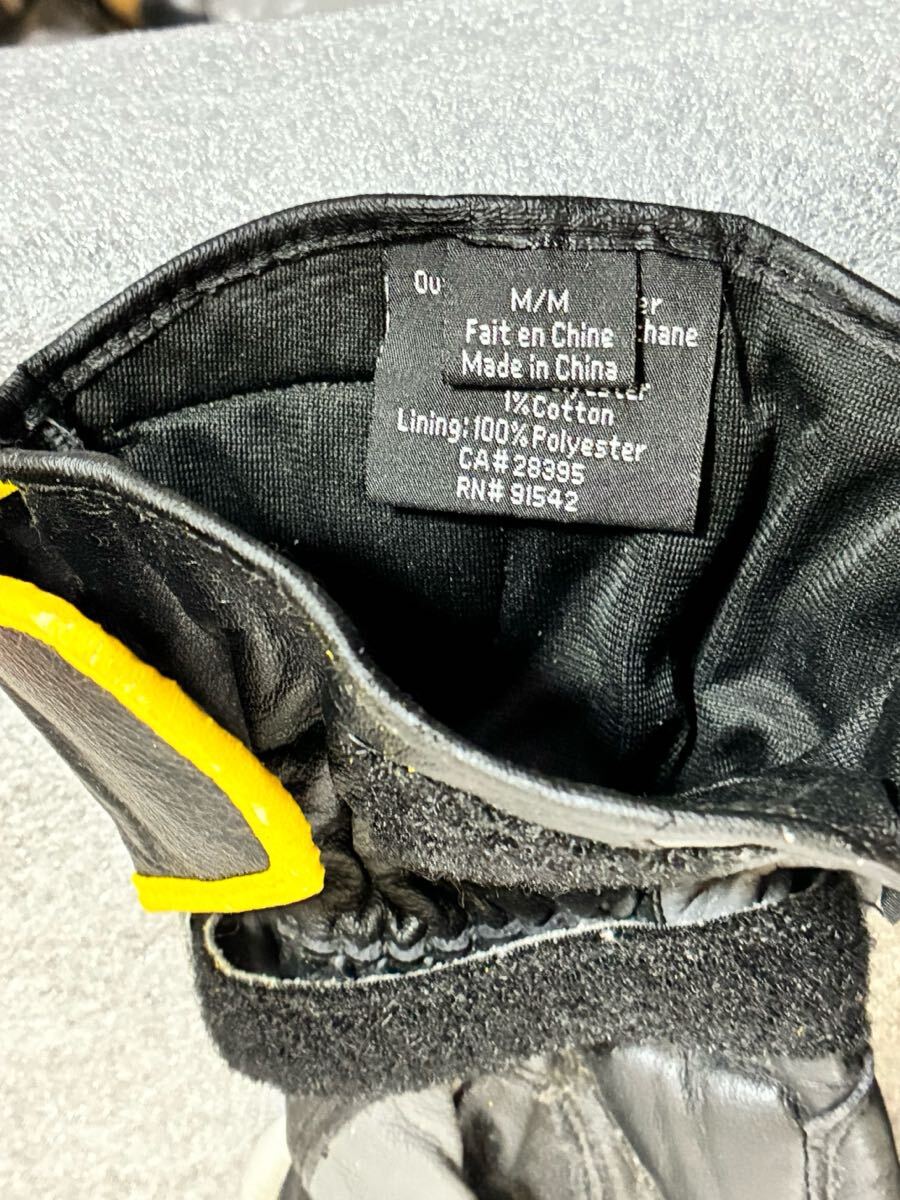 M/M
Fait en Chine
Made in China
1%Cotton
Lining:100%Polyester
CA#28395
RN# 91542